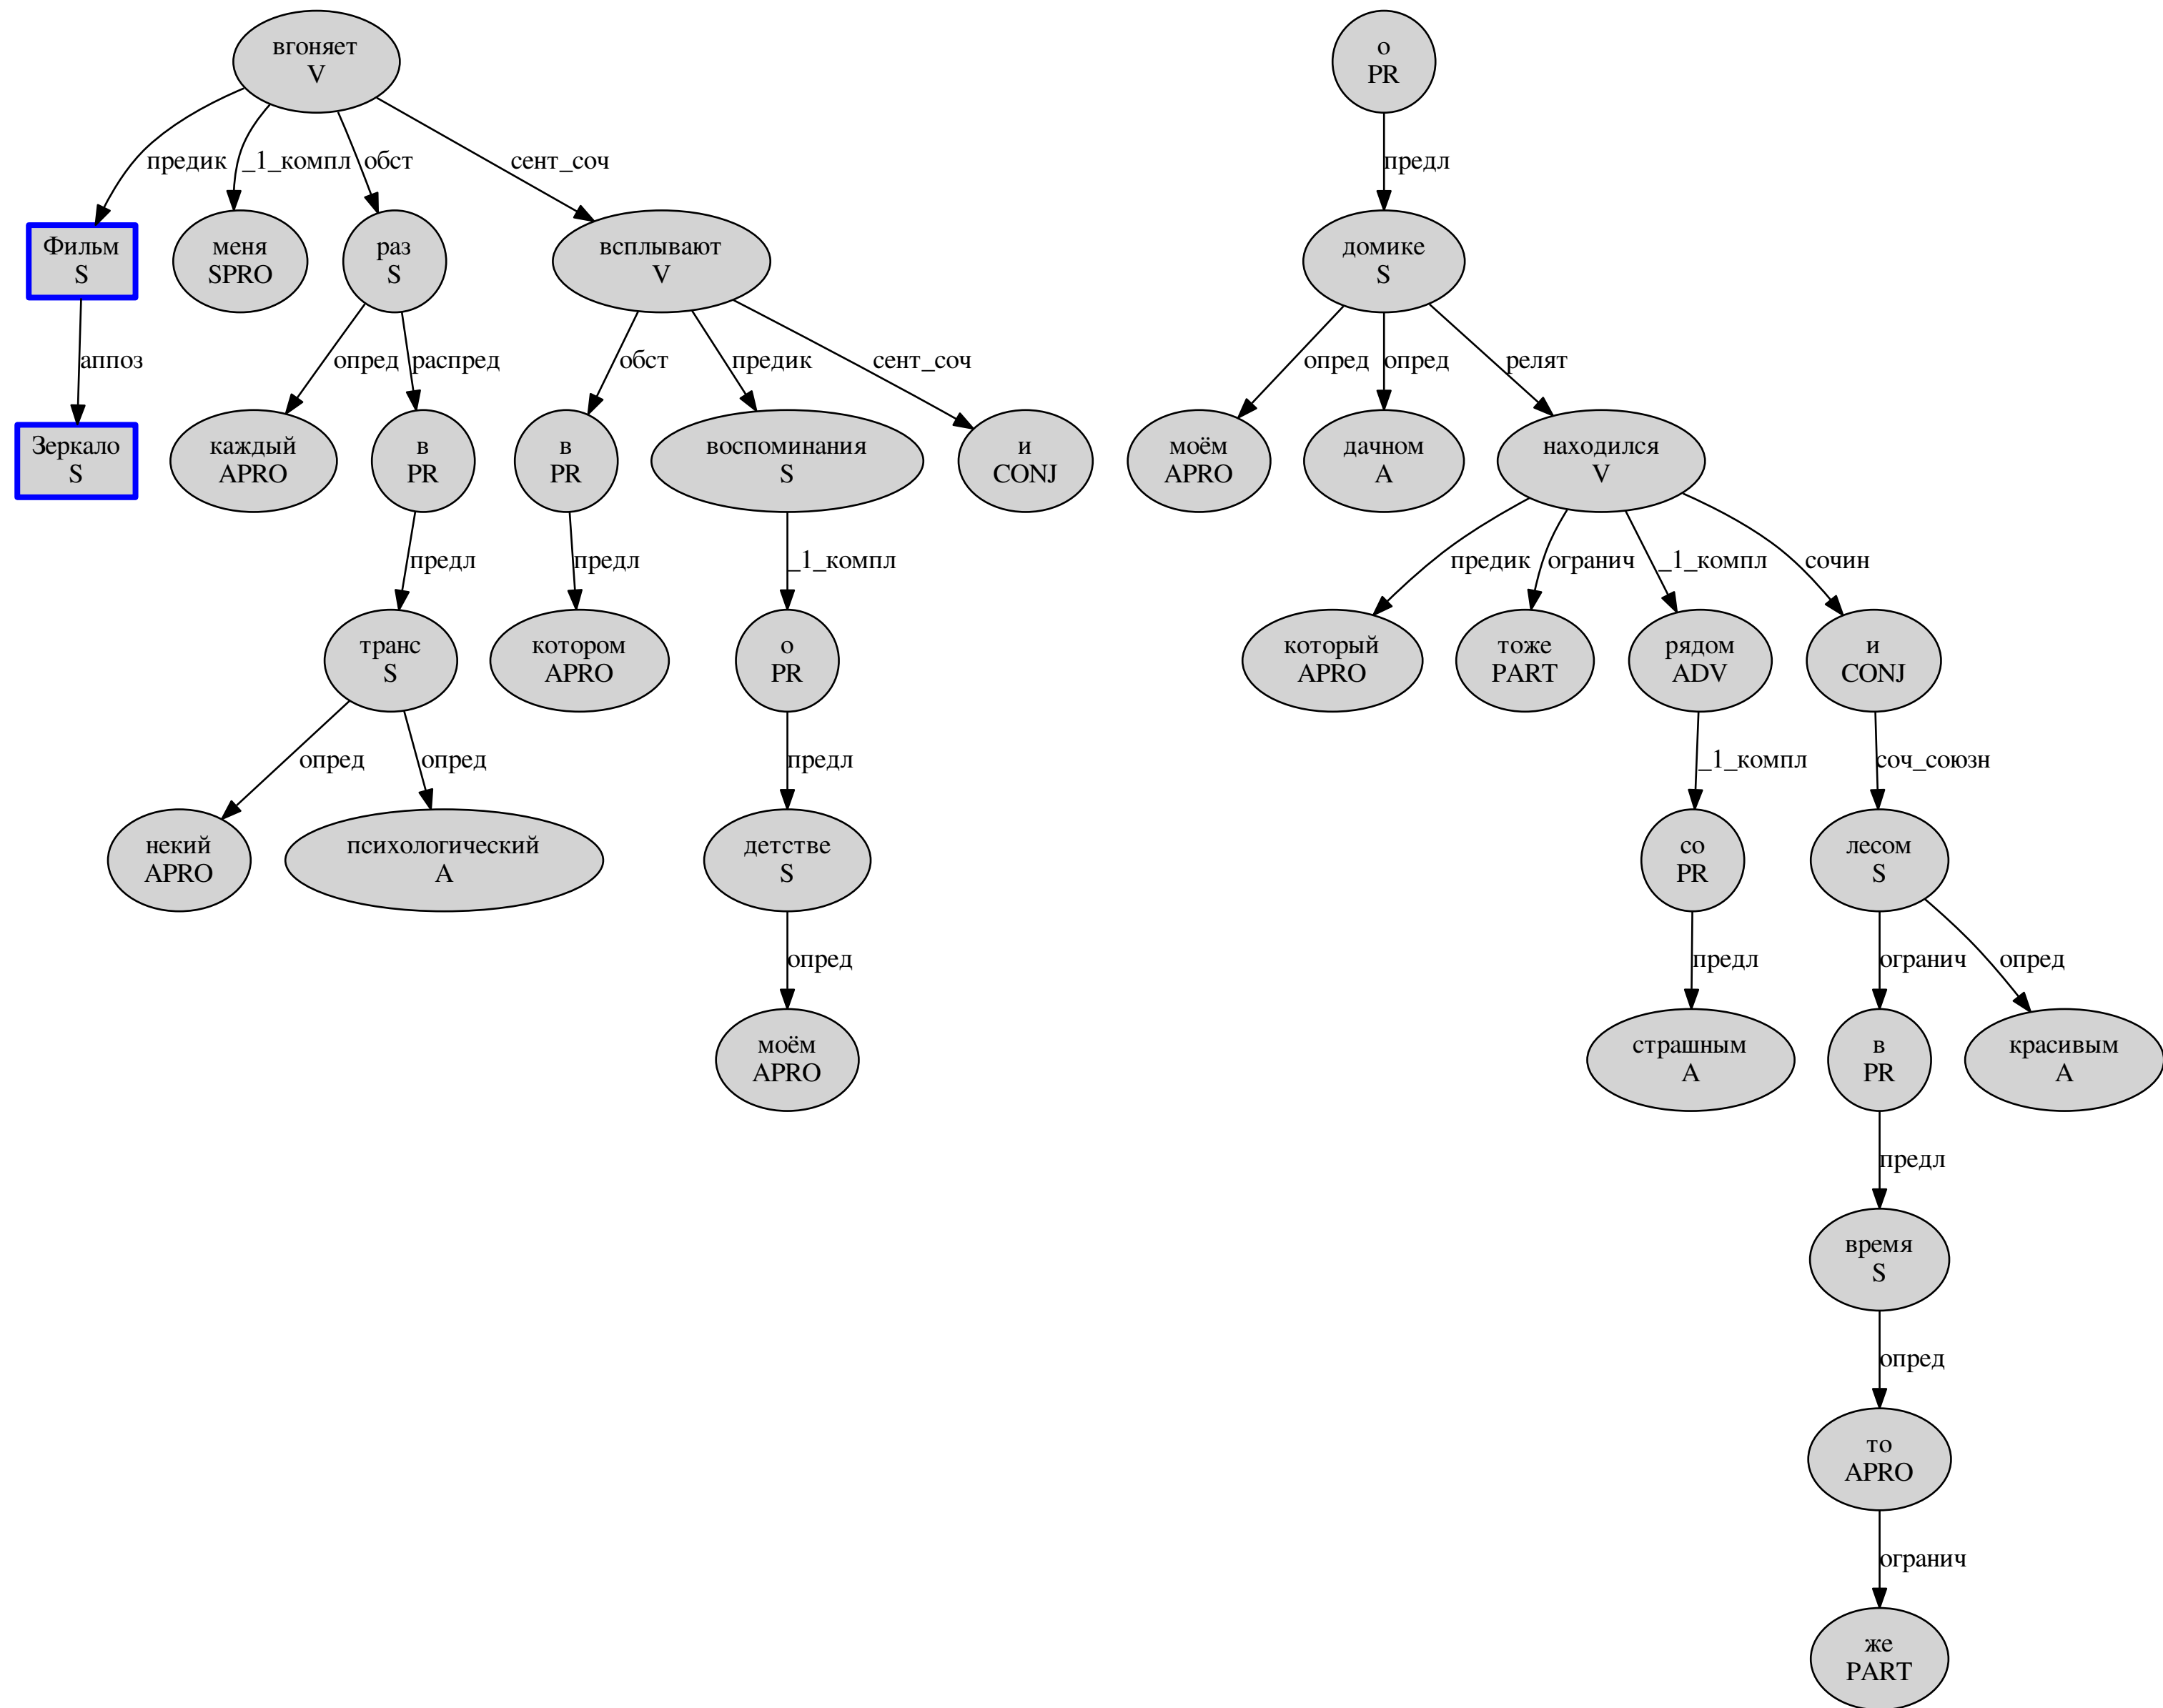 вгоняет
V
о
PR
предик
_1_компл
обст
сент_соч
предл
Фильм
S
меня
SPRO
раз
S
всплывают
V
домике
S
аппоз
опред
распред
обст
предик
сент_соч
опред
опред
релят
Зеркало
S
каждый
APRO
в
PR
в
PR
воспоминания
S
и
CONJ
моём
APRO
дачном
A
находился
V
предл
предл
_1_компл
предик
огранич
_1_компл
сочин
транс
S
котором
APRO
о
PR
который
APRO
тоже
PART
рядом
ADV
и
CONJ
опред
опред
предл
_1_компл
соч_союзн
некий
APRO
психологический
A
детстве
S
со
PR
лесом
S
опред
предл
огранич
опред
моём
APRO
страшным
A
в
PR
красивым
A
предл
время
S
опред
то
APRO
огранич
же
PART